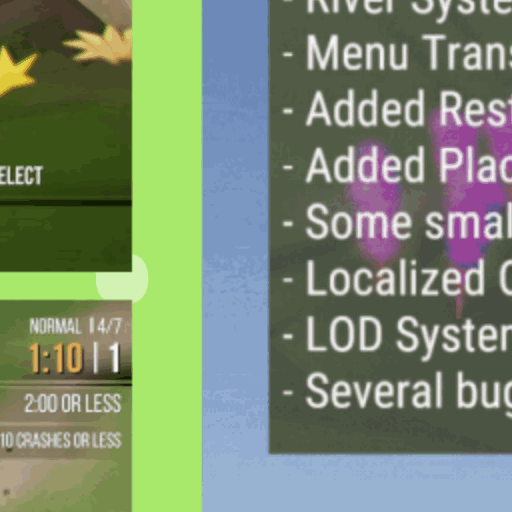 ELECT
NORMAL | 4/7
1:10 | 1
2:00 OR LESS
10 CRASHES OR LESS
- River Syste
- Menu Trans
- Added Rest
- Added Plac
- Some smal
- Localized
- LOD System
- Several bug